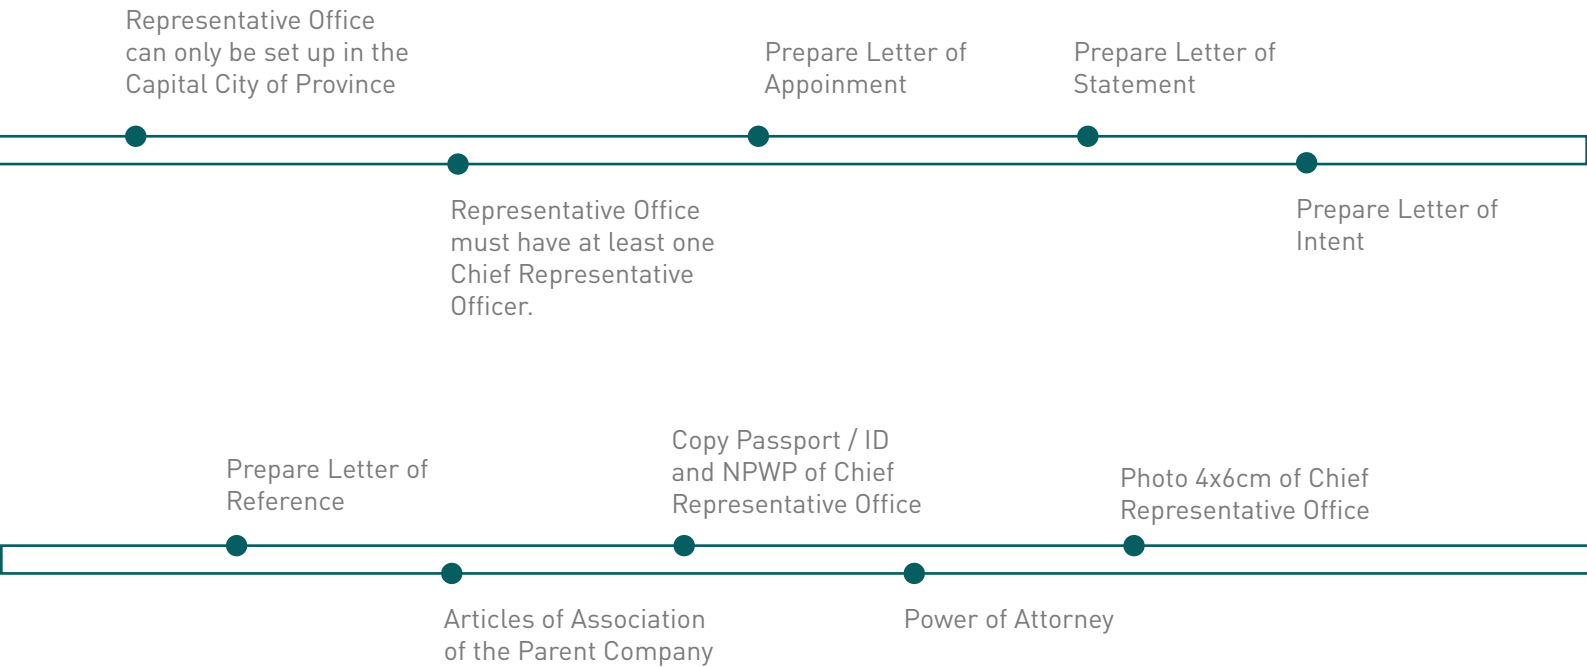 Representative Office
can only be set up in the
Capital City of Province
Representative Office
must have at least one
Chief Representative
Officer.
Prepare Letter of
Appoinment
Prepare Letter of
Statement
Prepare Letter of
Intent
Prepare Letter of
Reference
Articles of Association
of the Parent Company
Copy Passport / ID
and NPWP of Chief
Representative Office
Power of Attorney
Photo 4x6cm of Chief
Representative Office